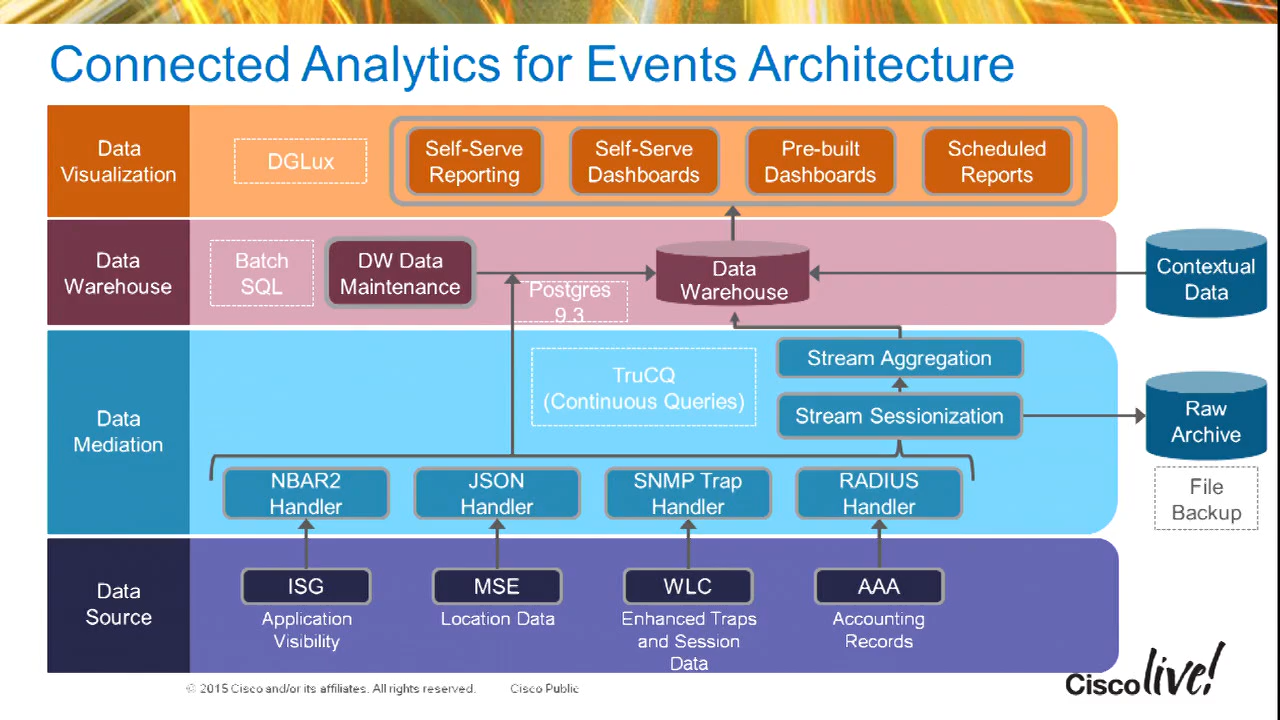 Connected Analytics for Events Architecture
Data
Visualization
DGLux
Self-Serve
Reporting
Self-Serve
Dashboards
Pre-built
Dashboards
Scheduled
Reports
Data
Warehouse
Batch
SQL
DW Data
Maintenance
Postgres
9.3
Data
Warehouse
Contextual
Data
Data
Mediation
TruCQ
(Continuous Queries)
Stream Aggregation
Stream Sessionization
Raw
Archive
File
Backup
NBAR2
Handler
JSON
Handler
SNMP Trap
Handler
RADIUS
Handler
Data
Source
ISG
Application
Visibility
MSE
Location Data
WLC
Enhanced Traps
and Session
Data
AAA
Accounting
Records
© 2015 Cisco and/or its affiliates. All rights reserved.
Cisco Public
Cisco live!